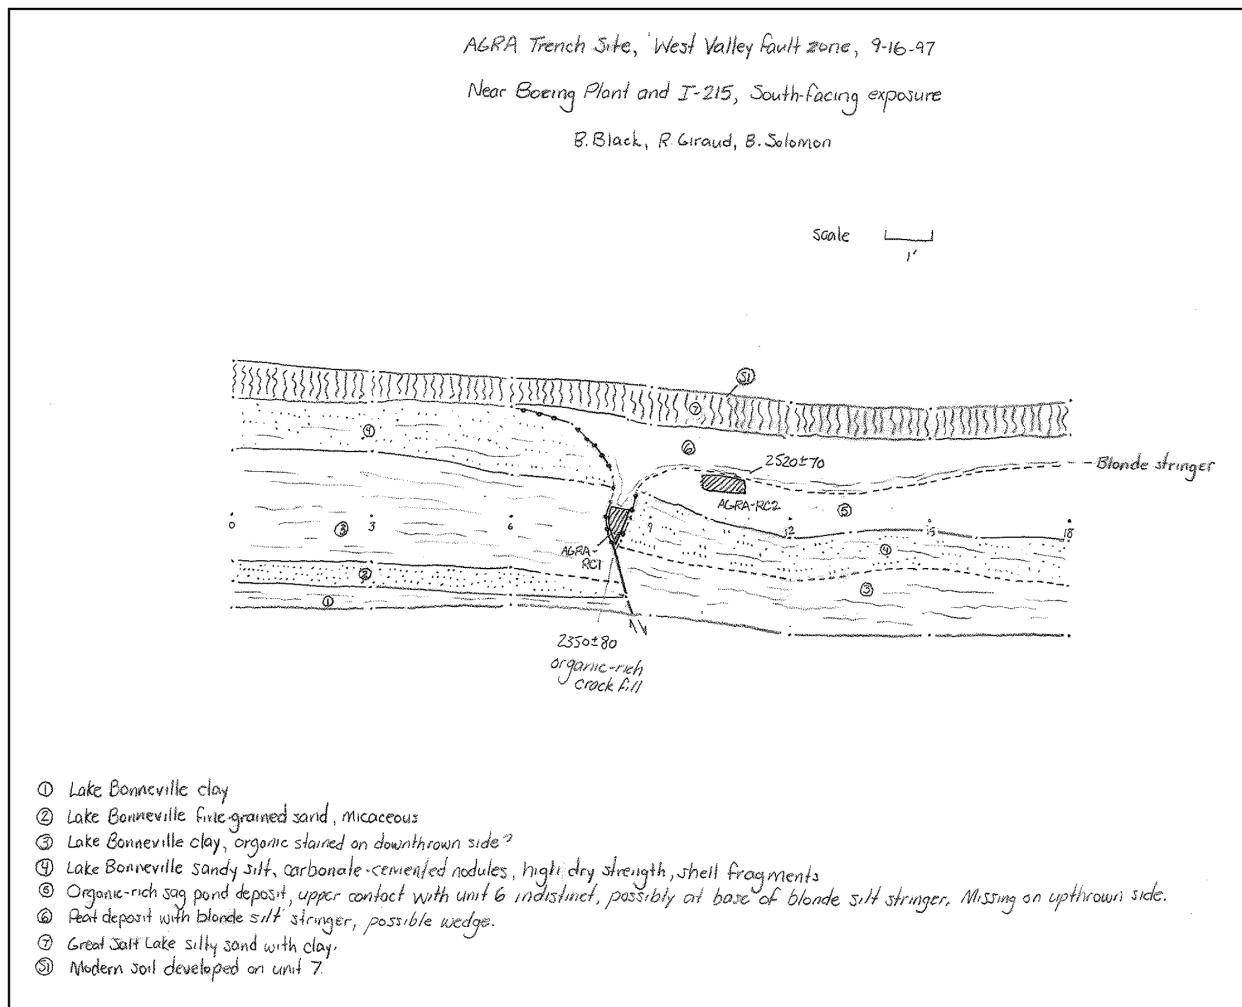 AGRA Trench Site, West Valley fault zone, 9-16-97
Near Boeing Plant and I-215, South-facing exposure
B. Black, R. Giraud, B. Solomon
scale
1'
S1
7
4
6
2520±70
Blonde stringer
AGRA-RC2
5
0
3
3
6
9
12
15
18
AGRA-
RC1
4
2
3
1
2350±80
organic-rich
crack fill
① Lake Bonneville clay
② Lake Bonneville fine-grained sand, micaceous
③ Lake Bonneville clay, organic stained on downthrown side?
④ Lake Bonneville sandy silt, carbonate-cemented nodules, high dry strength, shell fragments
⑤ Organic-rich sag pond deposit, upper contact with unit 6 indistinct, possibly at base of blonde silt stringer. Missing on upthrown side.
⑥ Peat deposit with blonde silt stringer, possible wedge.
⑦ Great Salt Lake silty sand with clay.
S1 Modern soil developed on unit 7.